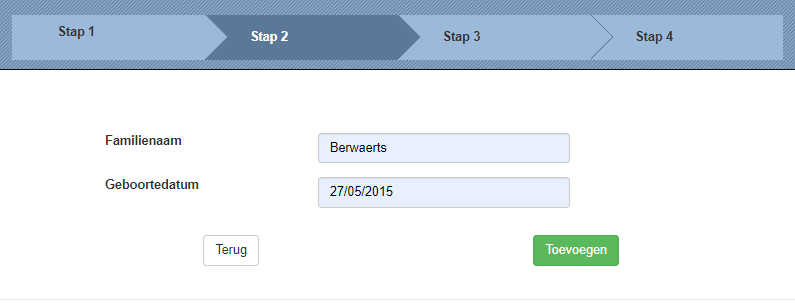 Stap 1 Stap 2 Stap 3 Stap 4
Familienaam Berwaerts
Geboortedatum 27/05/2015
Terug Toevoegen